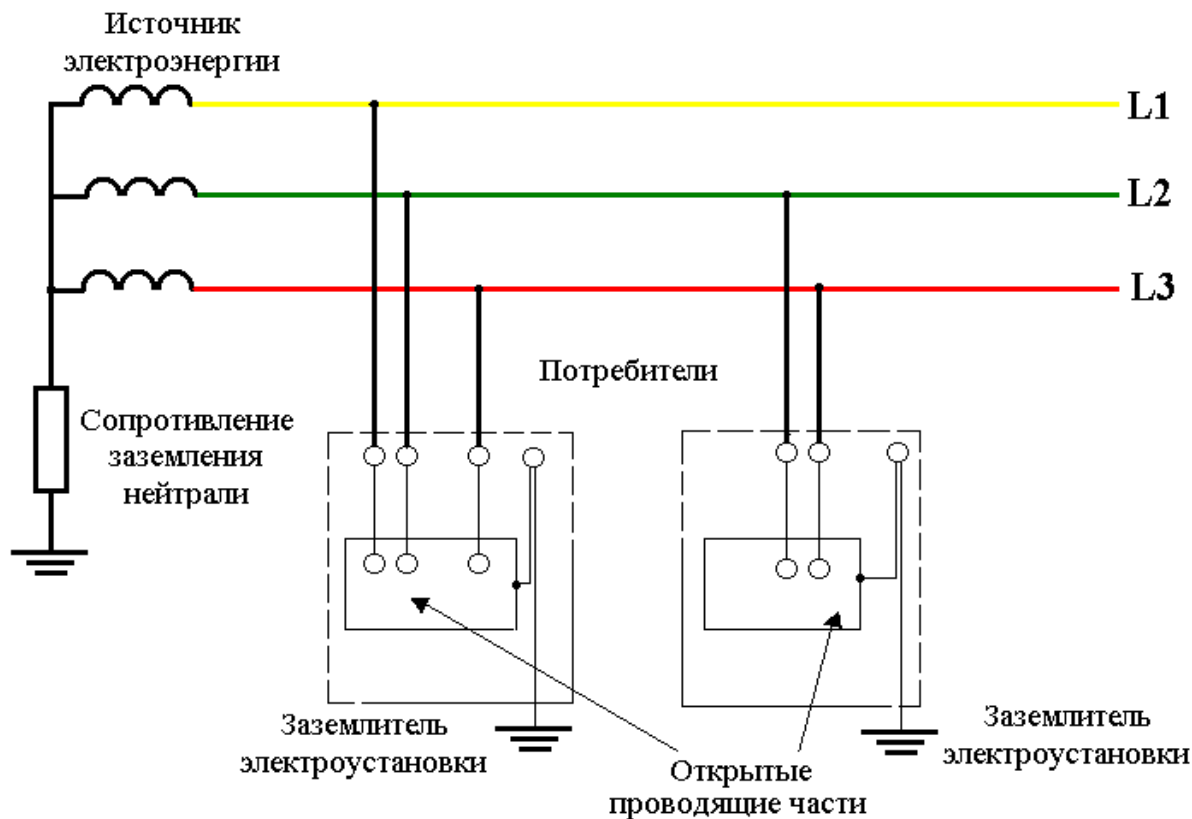 Источник
электроэнергии
L1
L2
L3
Потребители
Сопротивление
заземления
нейтрали
Заземлитель
электроустановки
Открытые
проводящие части
Заземлитель
электроустановки